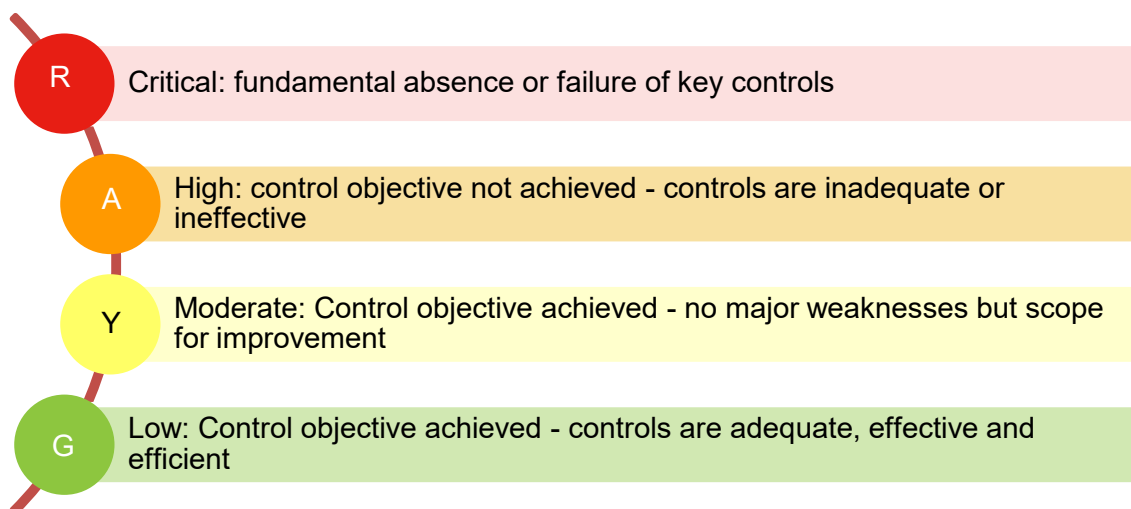 R
Critical: fundamental absence or failure of key controls
A
High: control objective not achieved - controls are inadequate or
ineffective
Y
Moderate: Control objective achieved - no major weaknesses but scope
for improvement
G
Low: Control objective achieved - controls are adequate, effective and
efficient